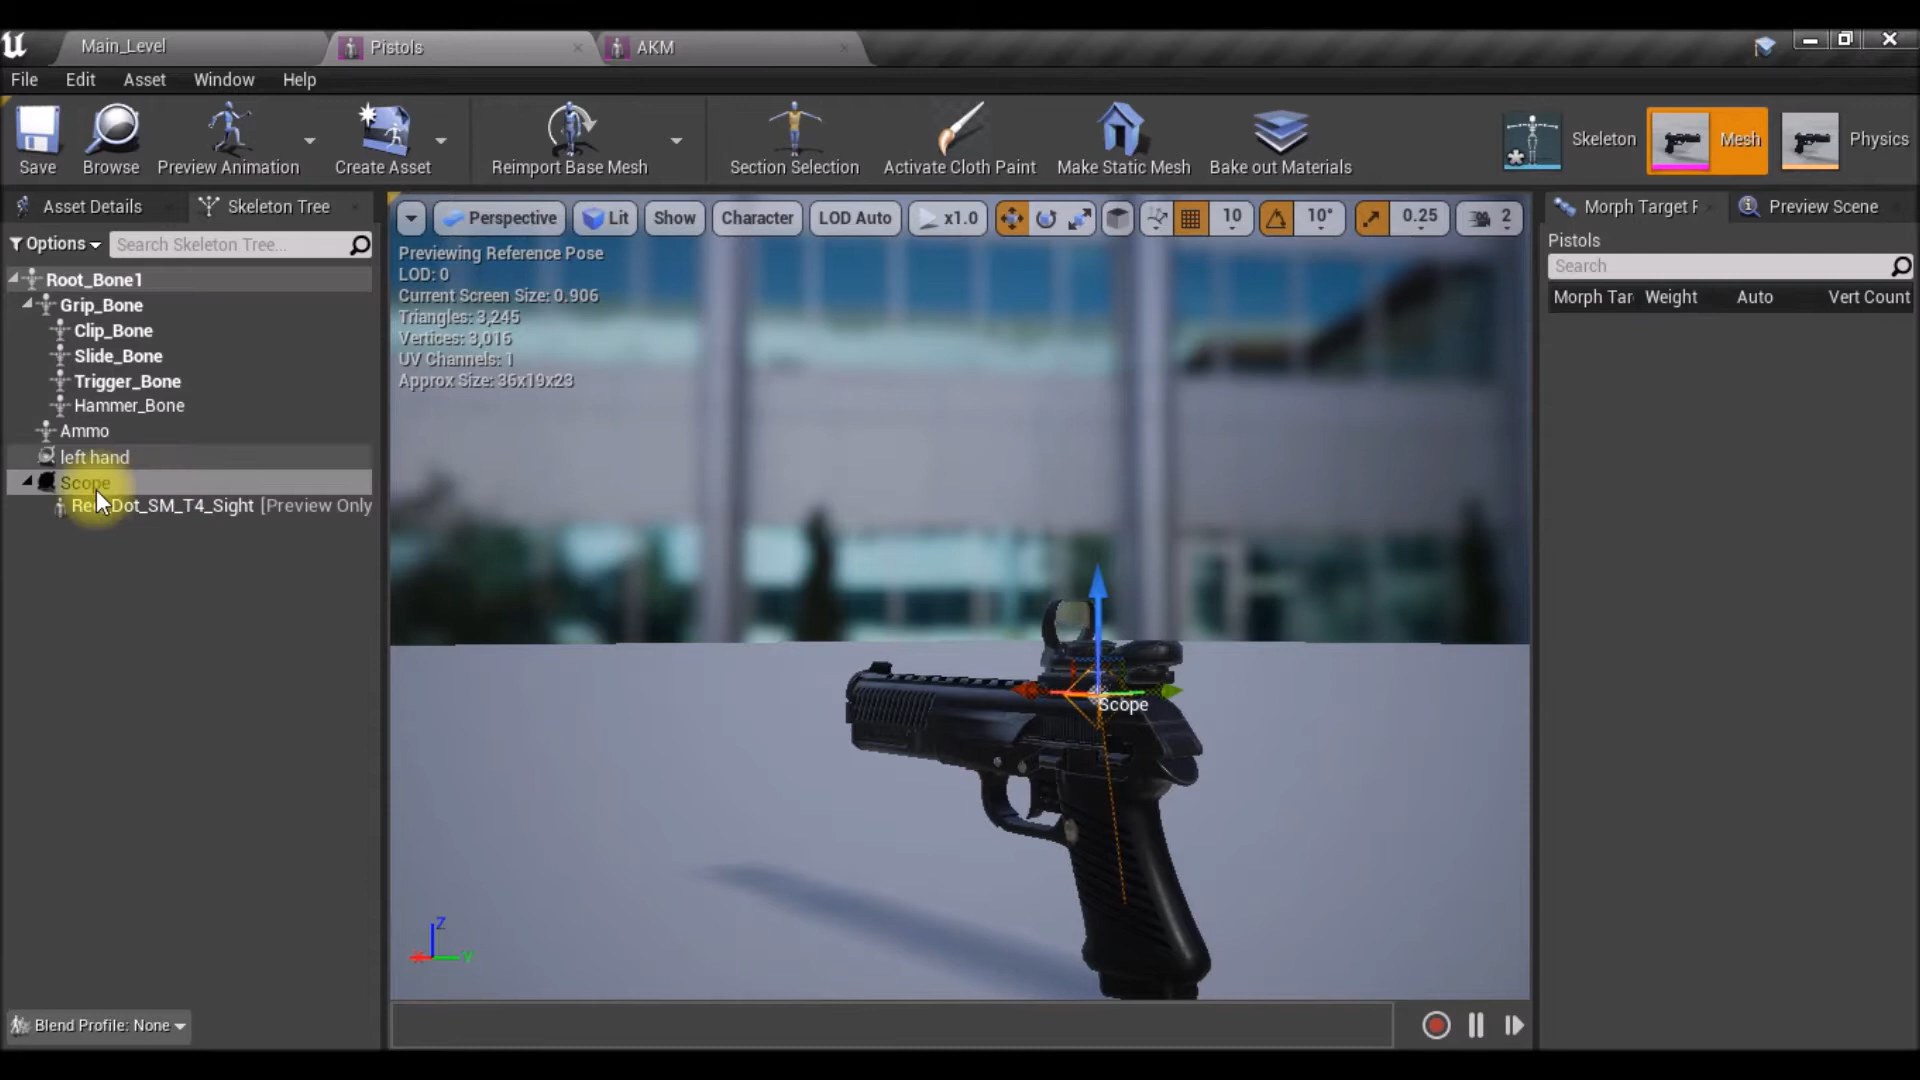 Main_Level
Pistols
AKM
File Edit Asset Window Help
Save
Browse
Preview Animation
Create Asset
Reimport Base Mesh
Section Selection
Activate Cloth Paint
Make Static Mesh
Bake out Materials
Skeleton
Mesh
Physics
Asset Details
Skeleton Tree
Options
Search Skeleton Tree...
Root_Bone1
Grip_Bone
Clip_Bone
Slide_Bone
Trigger_Bone
Hammer_Bone
Ammo
left hand
Scope
Dot_SM_T4_Sight [Preview Only
Blend Profile: None
Perspective
Lit
Show
Character
LOD Auto
x1.0
10
10°
0.25
2
Previewing Reference Pose
LOD: 0
Current Screen Size: 0.906
Triangles: 3,245
Vertices: 3,016
UV Channels: 1
Approx Size: 36x19x23
Scope
Z
Y
Morph Target P
Preview Scene
Pistols
Search
Morph Tar Weight Auto Vert Count